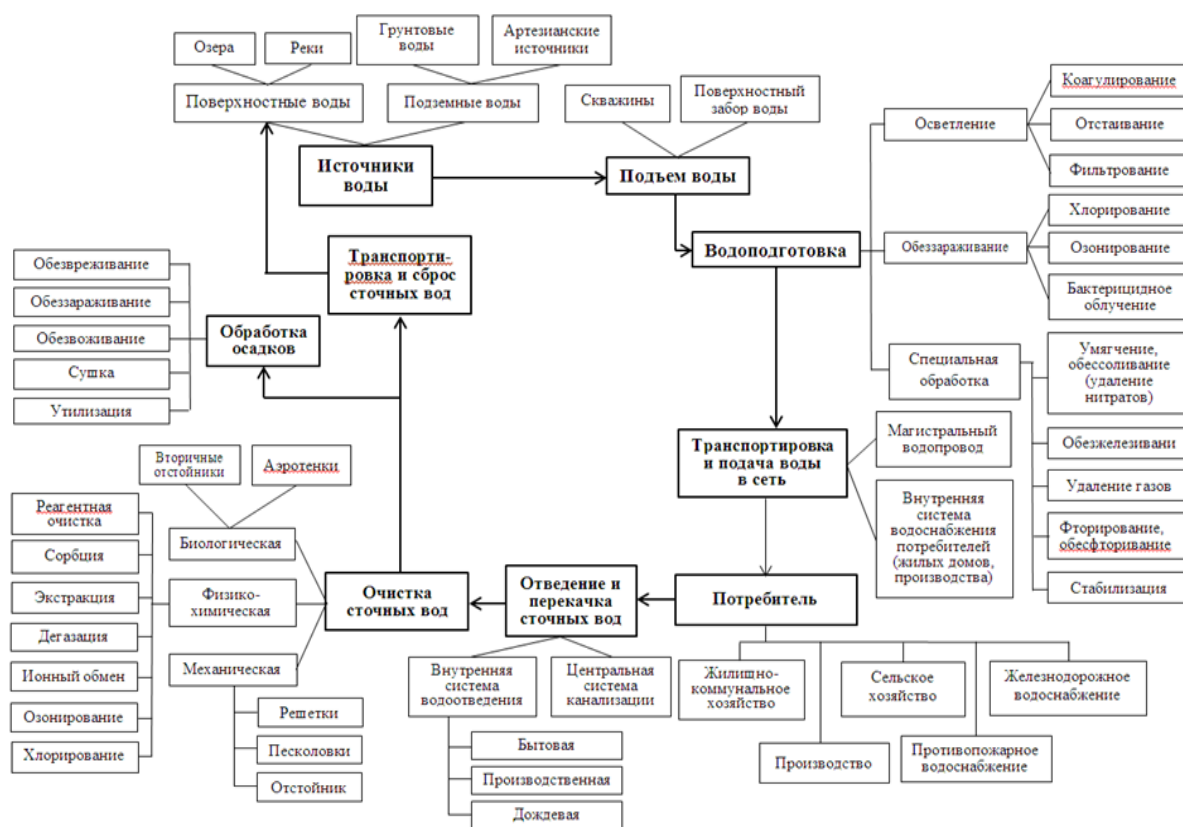 Озера
Реки
Грунтовые
воды
Артезианские
источники
Поверхностные воды
Подземные воды
Источники
воды
Скважины
Поверхностный
забор воды
Подъем воды
Водоподготовка
Осветление
Коагулирование
Отстаивание
Фильтрование
Обеззараживание
Хлорирование
Озонирование
Бактерицидное
облучение
Специальная
обработка
Умягчение,
обессоливание
(удаление
нитратов)
Обезжелезивани
Удаление газов
Фторирование,
обесфторивание
Стабилизация
Транспортировка
и подача воды
в сеть
Магистральный
водопровод
Внутренняя
система
водоснабжения
потребителей
(жилых домов,
производства)
Потребитель
Жилищно-
коммунальное
хозяйство
Производство
Сельское
хозяйство
Противопожарное
водоснабжение
Железнодорожное
водоснабжение
Отведение и
перекачка
сточных вод
Внутренняя
система
водоотведения
Центральная
система
канализации
Бытовая
Производственная
Дождевая
Очистка
сточных вод
Биологическая
Вторичные
отстойники
Аэротенки
Физико-
химическая
Реагентная
очистка
Сорбция
Экстракция
Дегазация
Ионный обмен
Озонирование
Хлорирование
Механическая
Решетки
Песколовки
Отстойник
Обработка
осадков
Обезвреживание
Обеззараживание
Обезвоживание
Сушка
Утилизация
Транспорти-
ровка и сброс
сточных вод